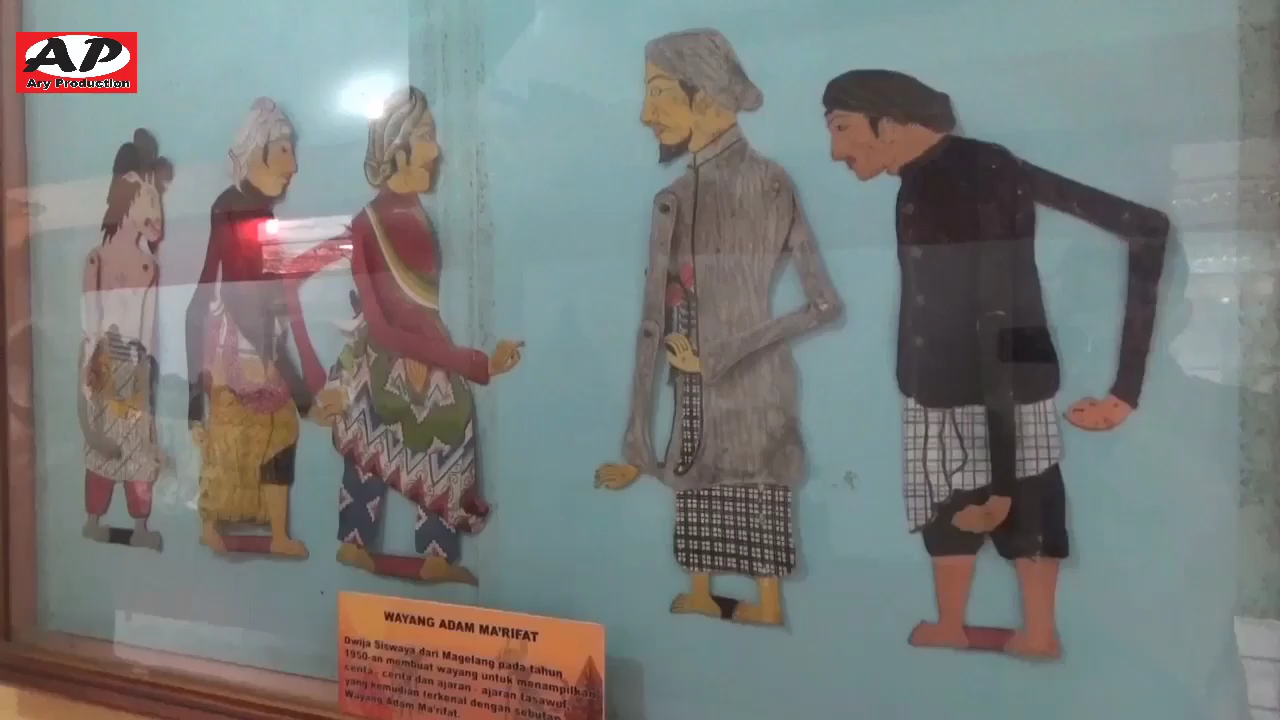 AP
Ary Production
WAYANG ADAM MA'RIFAT
Dwija Siswaya dari Magelang pada tahun
1950-an membuat wayang untuk menampilkan
cerita - cerita dan ajaran - ajaran tasawuf,
yang kemudian terkenal dengan sebutan
Wayang Adam Ma'rifat.